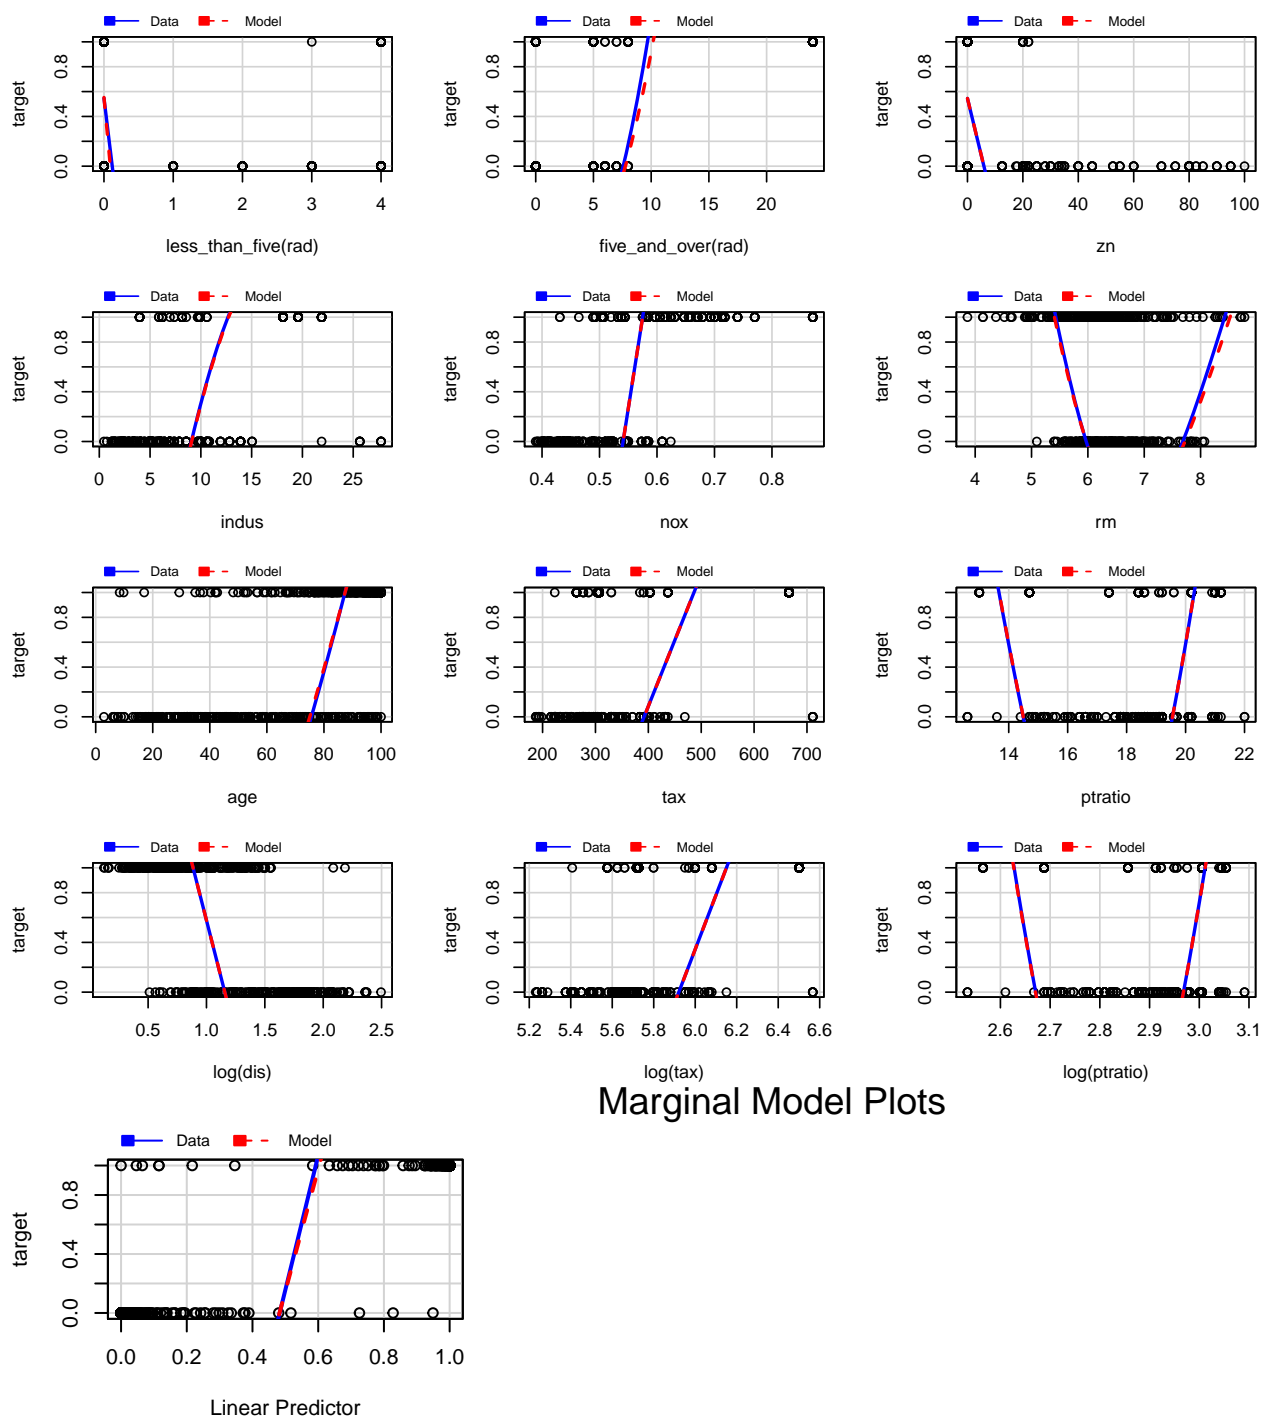 Data Model Data Model Data Model
target 0.0 0.4 0.8 target 0.0 0.4 0.8 target 0.0 0.4 0.8
0 1 2 3 4 0 5 10 15 20 0 20 40 60 80 100
less_than_five(rad) five_and_over(rad) zn
Data Model Data Model Data Model
target 0.0 0.4 0.8 target 0.0 0.4 0.8 target 0.0 0.4 0.8
0 5 10 15 20 25 0.4 0.5 0.6 0.7 0.8 4 5 6 7 8
indus nox rm
Data Model Data Model Data Model
target 0.0 0.4 0.8 target 0.0 0.4 0.8 target 0.0 0.4 0.8
0 20 40 60 80 100 200 300 400 500 600 700 14 16 18 20 22
age tax ptratio
Data Model Data Model Data Model
target 0.0 0.4 0.8 target 0.0 0.4 0.8 target 0.0 0.4 0.8
0.5 1.0 1.5 2.0 2.5 5.2 5.4 5.6 5.8 6.0 6.2 6.4 6.6 2.6 2.7 2.8 2.9 3.0 3.1
log(dis) log(tax) log(ptratio)
Marginal Model Plots
Data Model
target 0.0 0.4 0.8
0.0 0.2 0.4 0.6 0.8 1.0
Linear Predictor